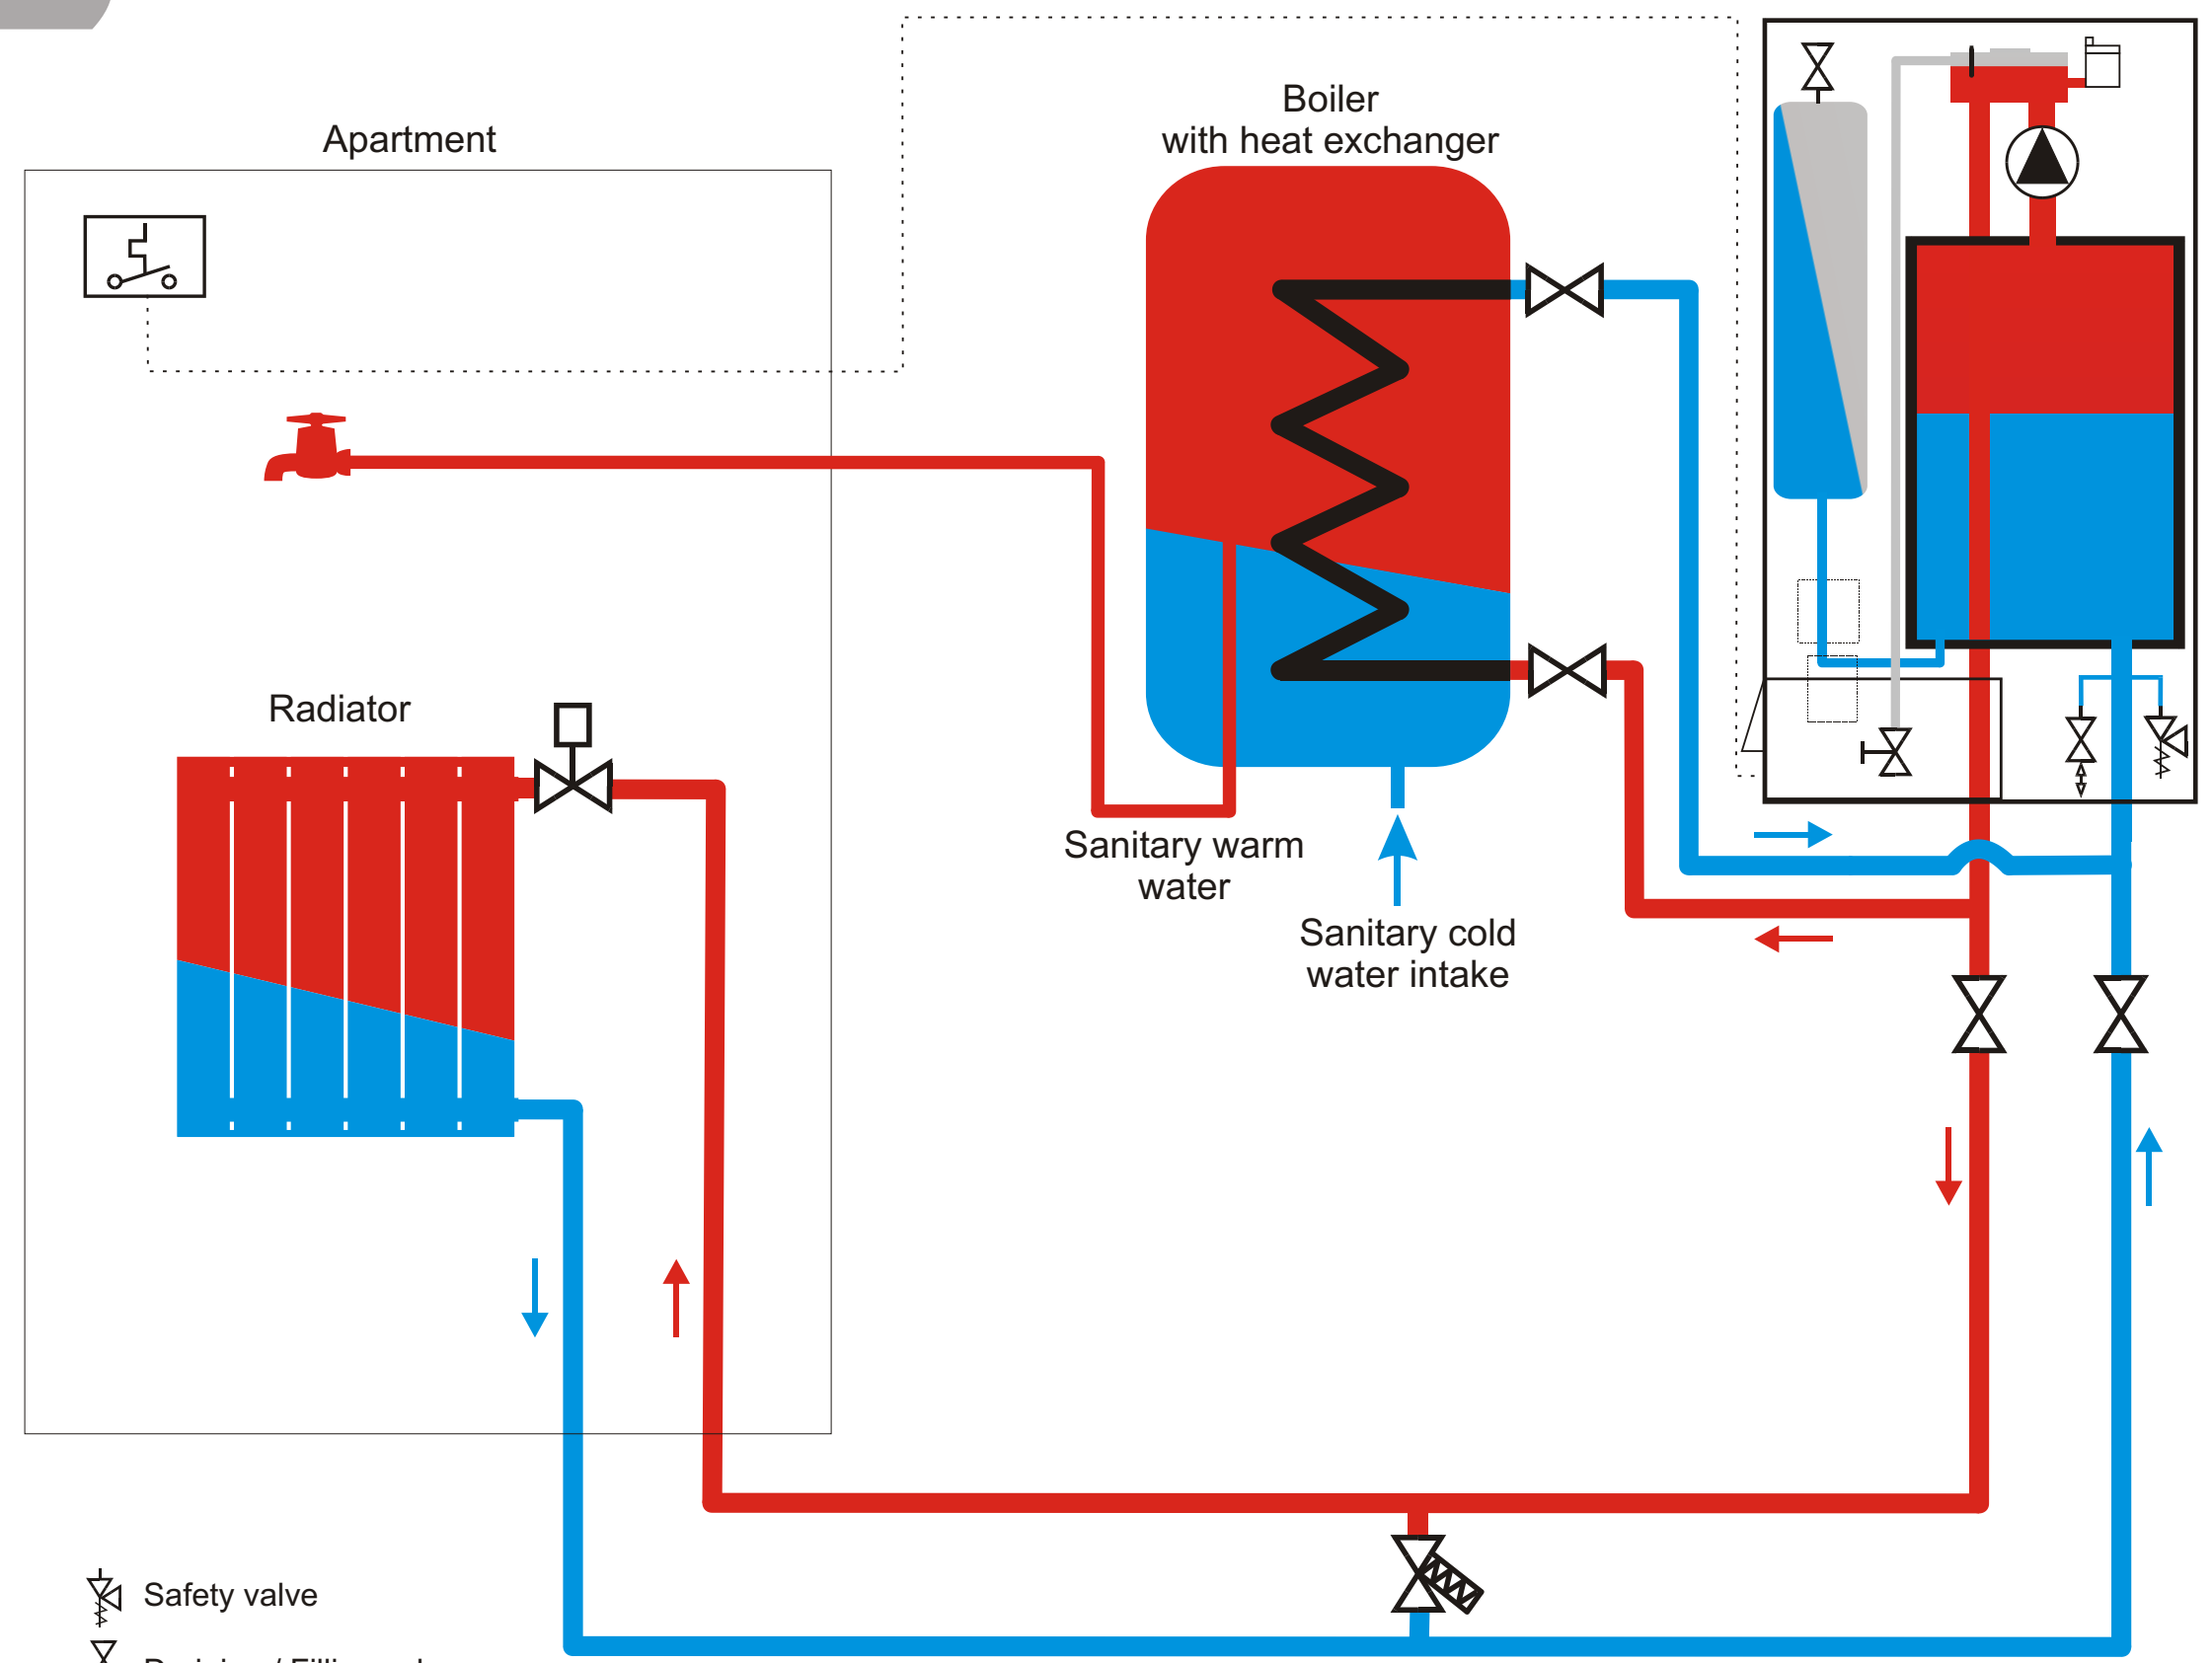 Apartment
Boiler
with heat exchanger
Radiator
Sanitary warm
water
Sanitary cold
water intake
Safety valve